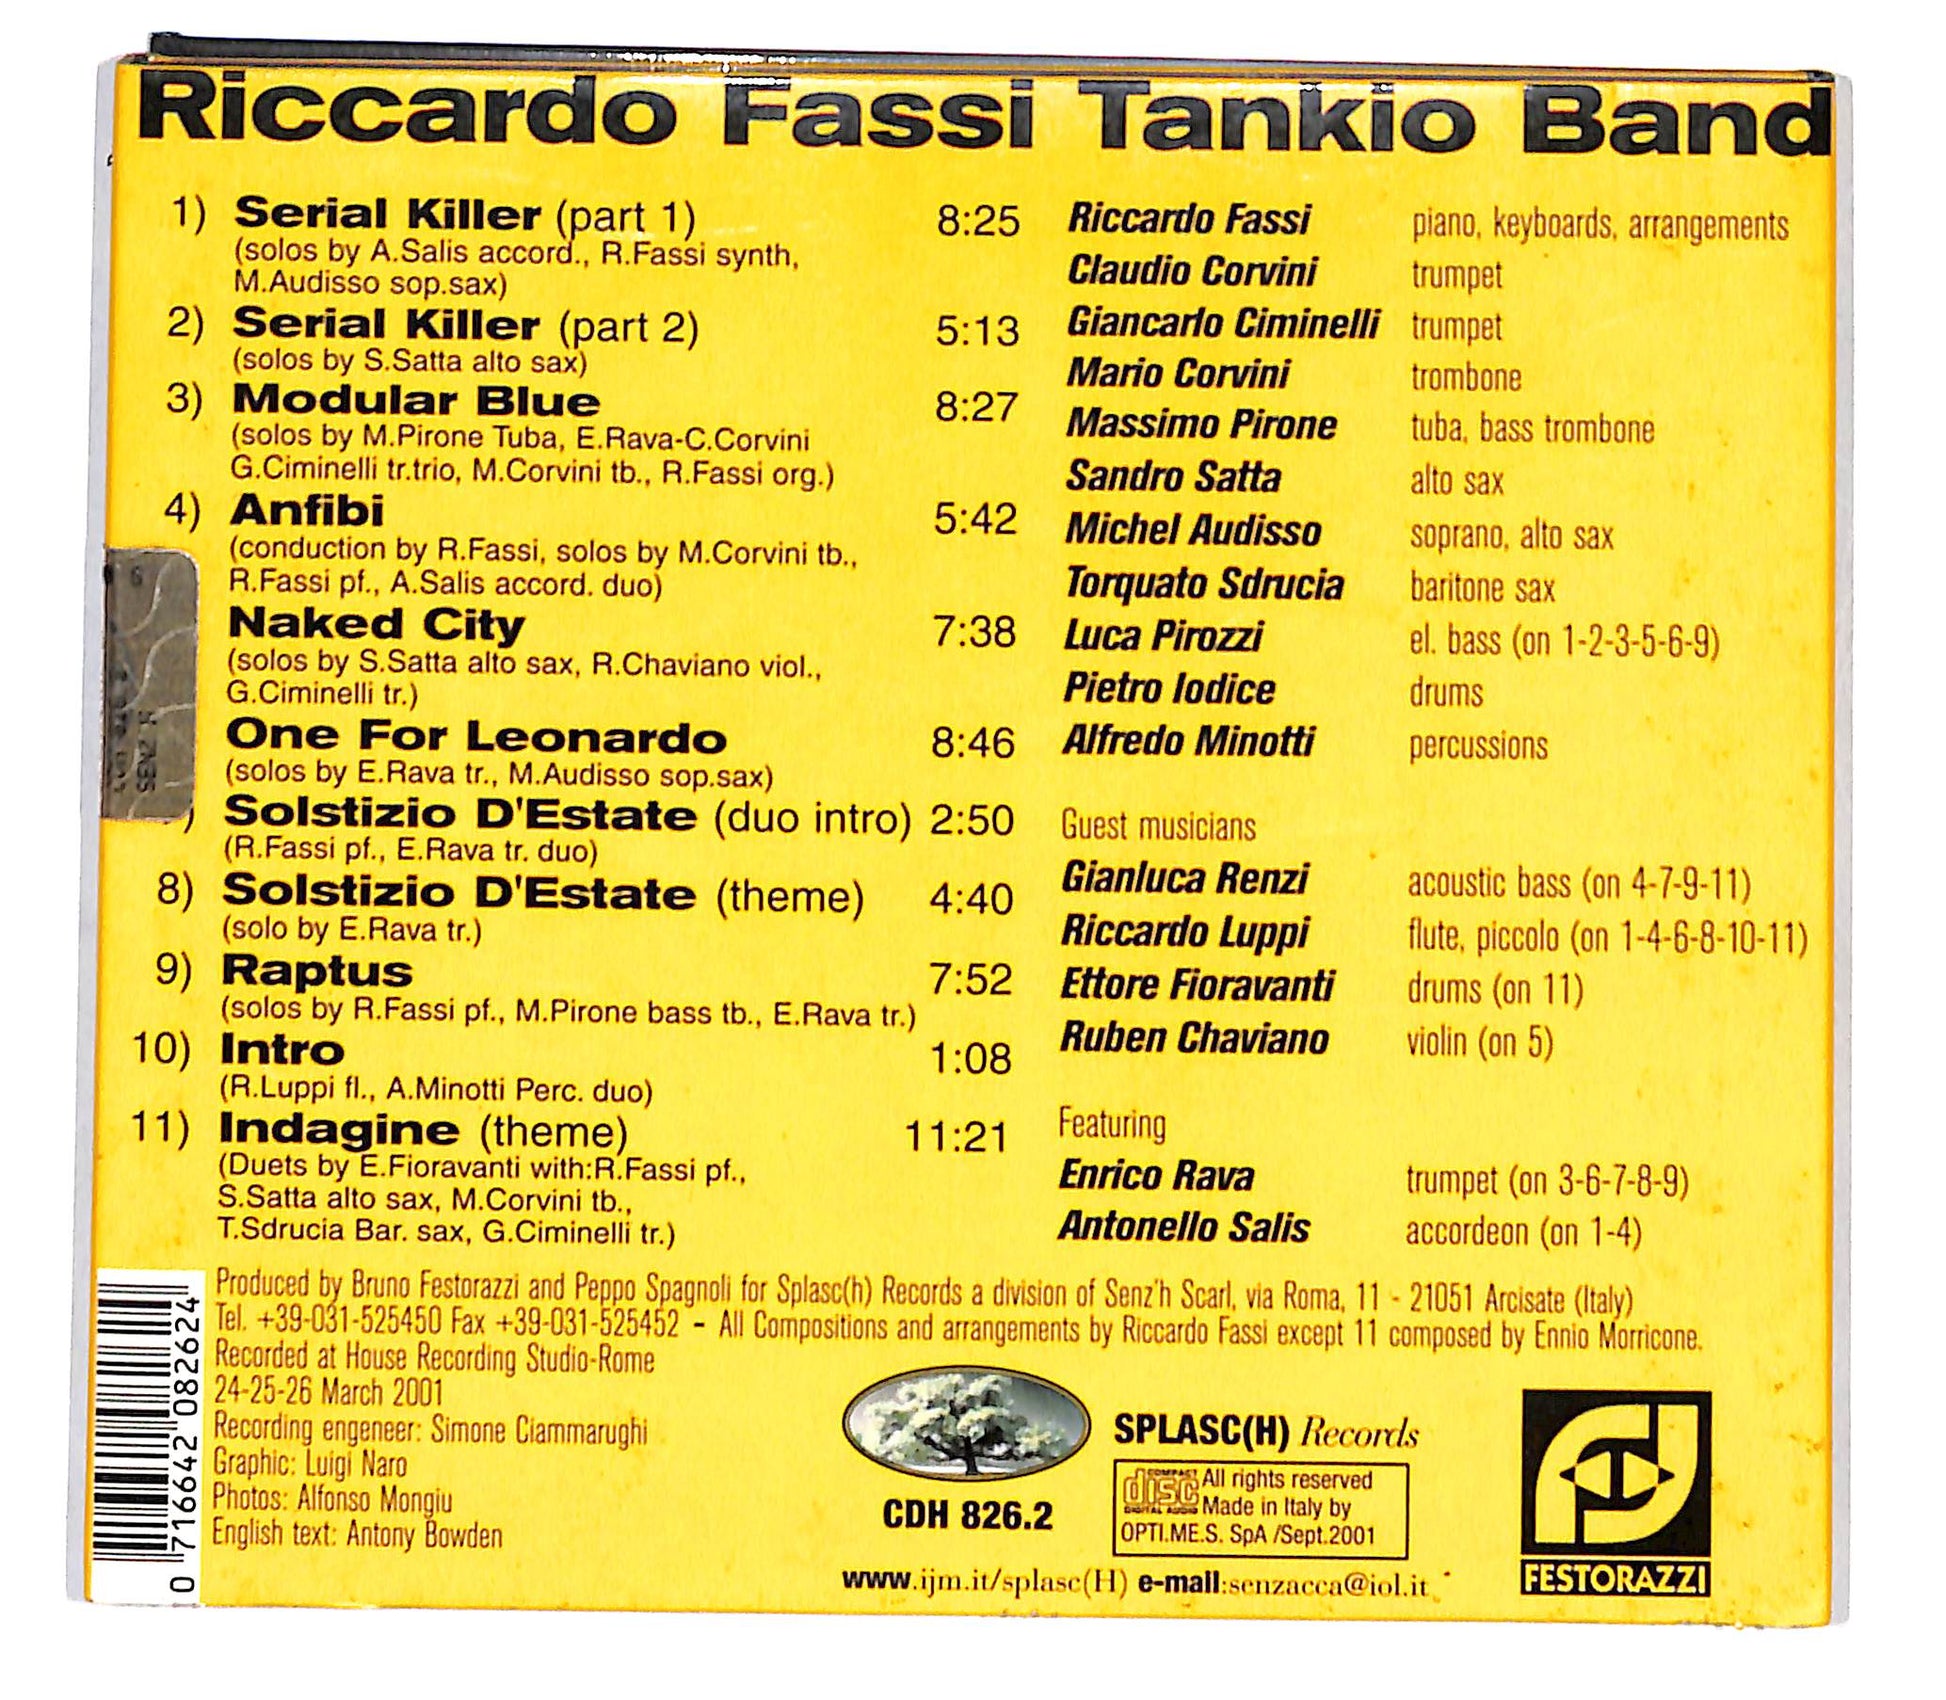 Riccardo Fassi Tankio Band
1) Serial Killer (part 1) 8:25
(solos by A.Salis accord., R.Fassi synth,
M.Audisso sop.sax)
2) Serial Killer (part 2) 5:13
(solos by S.Satta alto sax)
3) Modular Blue 8:27
(solos by M.Pirone Tuba, E.Rava-C.Corvini
G.Ciminelli tr.trio, M.Corvini tb., R.Fassi org.)
4) Anfibi 5:42
(conduction by R.Fassi, solos by M.Corvini tb.,
R.Fassi pf., A.Salis accord. duo)
Naked City 7:38
(solos by S.Satta alto sax, R.Chaviano viol.,
G.Ciminelli tr.)
One For Leonardo 8:46
(solos by E.Rava tr., M.Audisso sop.sax)
) Solstizio D'Estate (duo intro) 2:50
(R.Fassi pf., E.Rava tr. duo)
8) Solstizio D'Estate (theme) 4:40
(solo by E.Rava tr.)
9) Raptus 7:52
(solos by R.Fassi pf., M.Pirone bass tb., E.Rava tr.)
10) Intro 1:08
(R.Luppi fl., A.Minotti Perc. duo)
11) Indagine (theme) 11:21
(Duets by E.Fioravanti with:R.Fassi pf.,
S.Satta alto sax, M.Corvini tb.,
T.Sdrucia Bar. sax, G.Ciminelli tr.)
Riccardo Fassi piano, keyboards, arrangements
Claudio Corvini trumpet
Giancarlo Ciminelli trumpet
Mario Corvini trombone
Massimo Pirone tuba, bass trombone
Sandro Satta alto sax
Michel Audisso soprano, alto sax
Torquato Sdrucia baritone sax
Luca Pirozzi el. bass (on 1-2-3-5-6-9)
Pietro Iodice drums
Alfredo Minotti percussions
Guest musicians
Gianluca Renzi acoustic bass (on 4-7-9-11)
Riccardo Luppi flute, piccolo (on 1-4-6-8-10-11)
Ettore Fioravanti drums (on 11)
Ruben Chaviano violin (on 5)
Featuring
Enrico Rava trumpet (on 3-6-7-8-9)
Antonello Salis accordeon (on 1-4)
Produced by Bruno Festorazzi and Peppo Spagnoli for Splasc(h) Records a division of Senz'h Scarl, via Roma, 11 - 21051 Arcisate (Italy)
Tel. +39-031-525450 Fax +39-031-525452 - All Compositions and arrangements by Riccardo Fassi except 11 composed by Ennio Morricone.
Recorded at House Recording Studio-Rome
24-25-26 March 2001
Recording engeneer: Simone Ciammarughi
Graphic: Luigi Naro
Photos: Alfonso Mongiu
English text: Antony Bowden
0 716642 082624
CDH 826.2
SPLASC(H) Records
COMPACT disc DIGITAL AUDIO
All rights reserved
Made in Italy by
OPTI.ME.S. SpA /Sept.2001
www.ijm.it/splasc(H) e-mail:senzacca@iol.it
FESTORAZZI